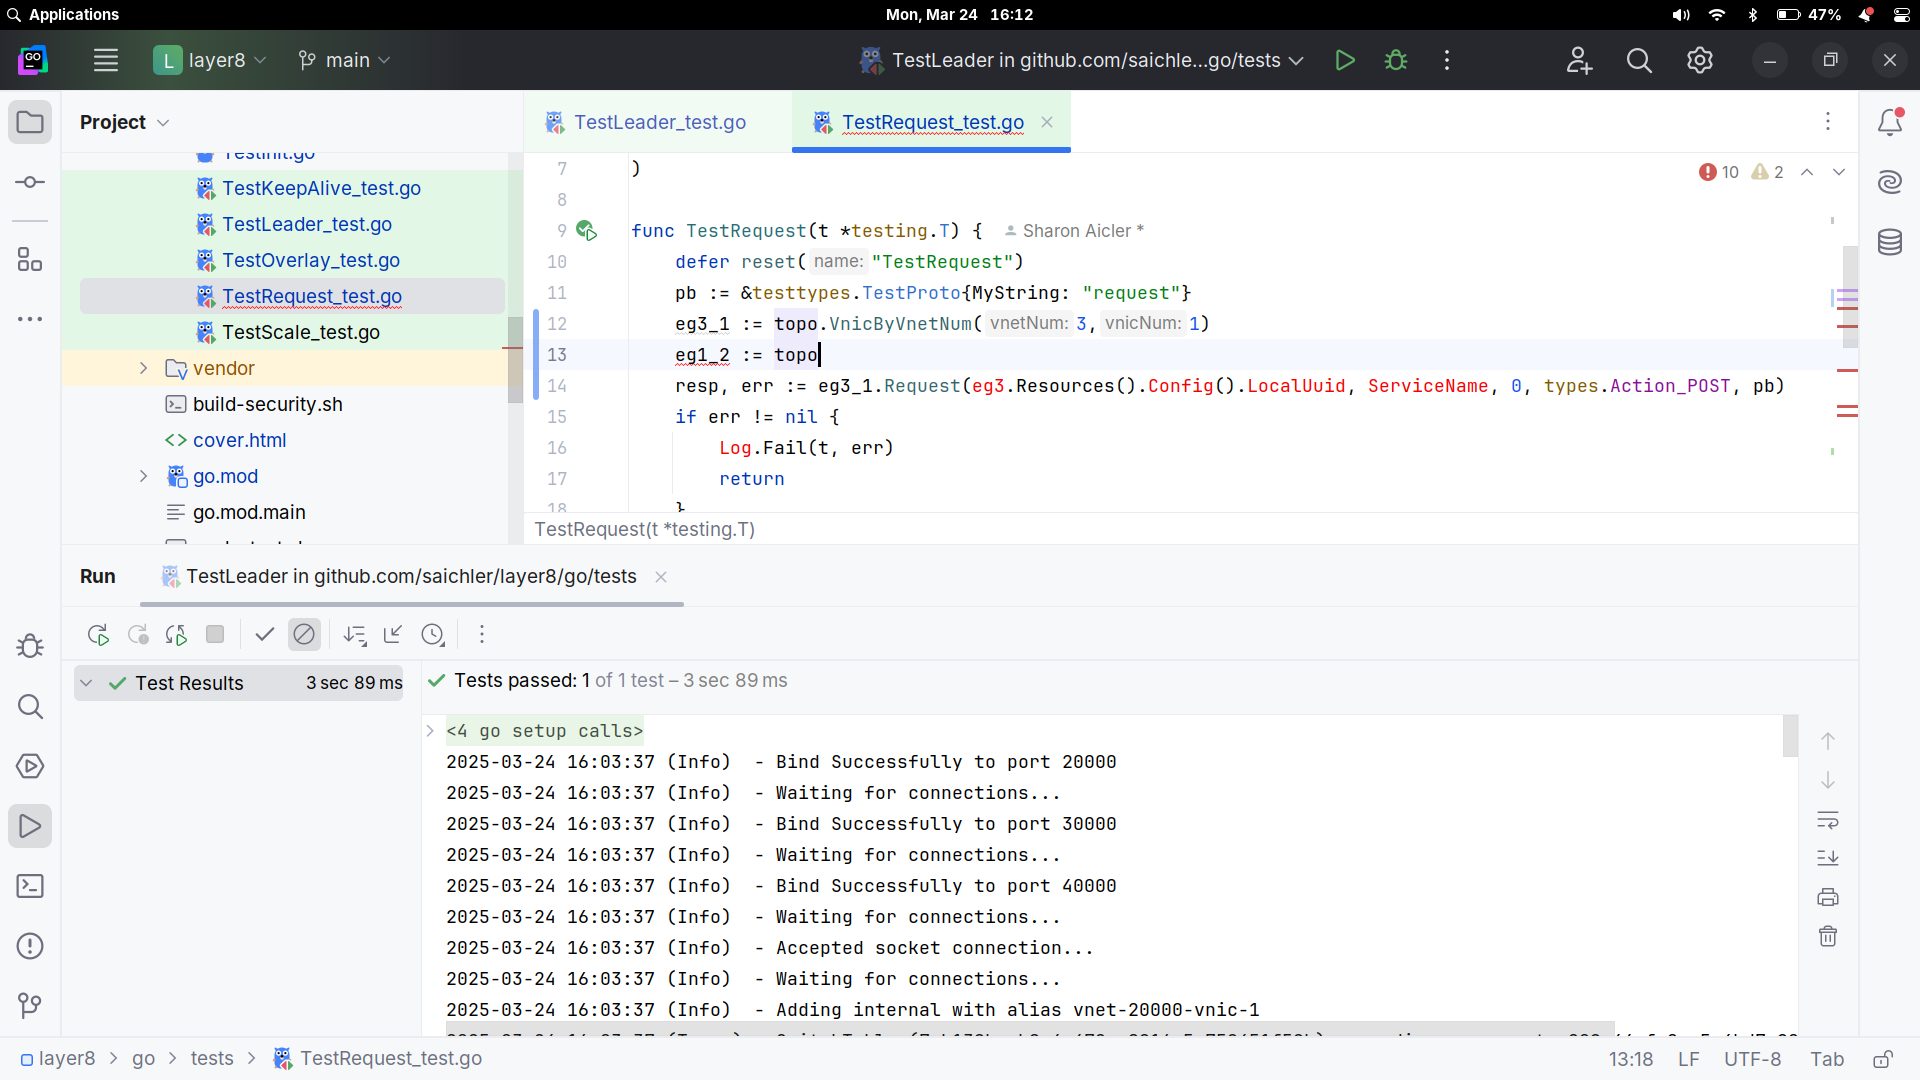 Applications
Mon, Mar 24 16:12
47%
GO
L layer8
main
TestLeader in github.com/saichle...go/tests
Project
TestInit.go
TestKeepAlive_test.go
TestLeader_test.go
TestOverlay_test.go
TestRequest_test.go
TestScale_test.go
vendor
build-security.sh
cover.html
go.mod
go.mod.main
TestLeader_test.go
TestRequest_test.go
10 2
7 )
8
9 func TestRequest(t *testing.T) { Sharon Aicler *
10 defer reset( name: "TestRequest")
11 pb := &testtypes.TestProto{MyString: "request"}
12 eg3_1 := topo.VnicByVnetNum( vnetNum: 3, vnicNum: 1)
13 eg1_2 := topo
14 resp, err := eg3_1.Request(eg3.Resources().Config().LocalUuid, ServiceName, 0, types.Action_POST, pb)
15 if err != nil {
16 Log.Fail(t, err)
17 return
18 }
TestRequest(t *testing.T)
Run
TestLeader in github.com/saichler/layer8/go/tests
Test Results 3 sec 89 ms
Tests passed: 1 of 1 test – 3 sec 89 ms
<4 go setup calls>
2025-03-24 16:03:37 (Info) - Bind Successfully to port 20000
2025-03-24 16:03:37 (Info) - Waiting for connections...
2025-03-24 16:03:37 (Info) - Bind Successfully to port 30000
2025-03-24 16:03:37 (Info) - Waiting for connections...
2025-03-24 16:03:37 (Info) - Bind Successfully to port 40000
2025-03-24 16:03:37 (Info) - Waiting for connections...
2025-03-24 16:03:37 (Info) - Accepted socket connection...
2025-03-24 16:03:37 (Info) - Waiting for connections...
2025-03-24 16:03:37 (Info) - Adding internal with alias vnet-20000-vnic-1
layer8 > go > tests > TestRequest_test.go
13:18 LF UTF-8 Tab